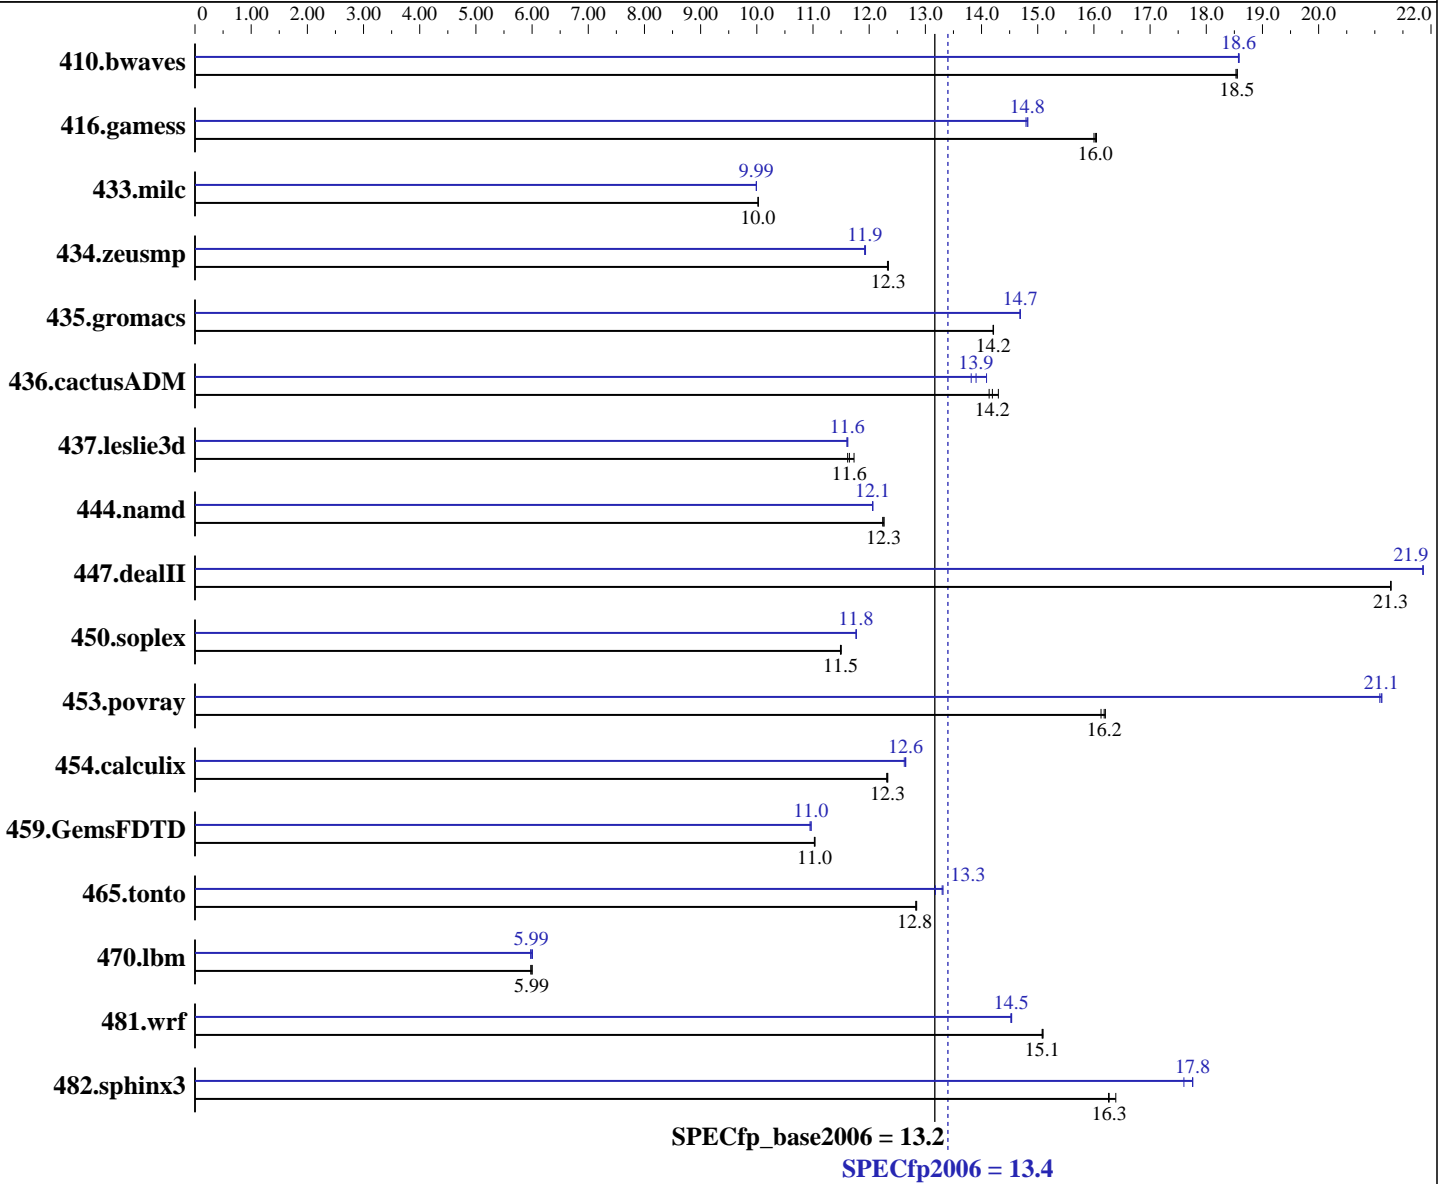 0 1.00 2.00 3.00 4.00 5.00 6.00 7.00 8.00 9.00 10.0 11.0 12.0 13.0 14.0 15.0 16.0 17.0 18.0 19.0 20.0 22.0
18.6
410.bwaves
18.5
14.8
416.gamess
16.0
9.99
433.milc
10.0
11.9
434.zeusmp
12.3
14.7
435.gromacs
14.2
13.9
436.cactusADM
14.2
11.6
437.leslie3d
11.6
12.1
444.namd
12.3
21.9
447.dealII
21.3
11.8
450.soplex
11.5
21.1
453.povray
16.2
12.6
454.calculix
12.3
11.0
459.GemsFDTD
11.0
13.3
465.tonto
12.8
5.99
470.lbm
5.99
14.5
481.wrf
15.1
17.8
482.sphinx3
16.3
SPECfp_base2006 = 13.2
SPECfp2006 = 13.4